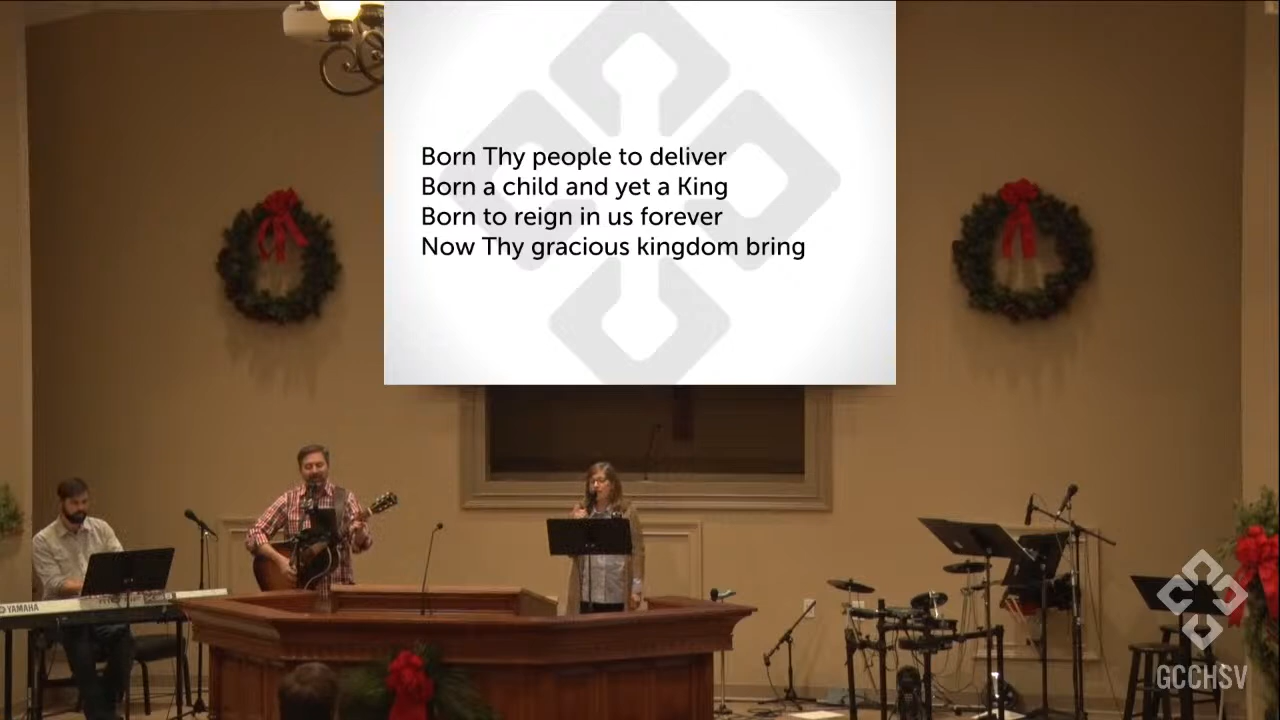 Born Thy people to deliver
Born a child and yet a King
Born to reign in us forever
Now Thy gracious kingdom bring
YAMAHA
GCCHSV